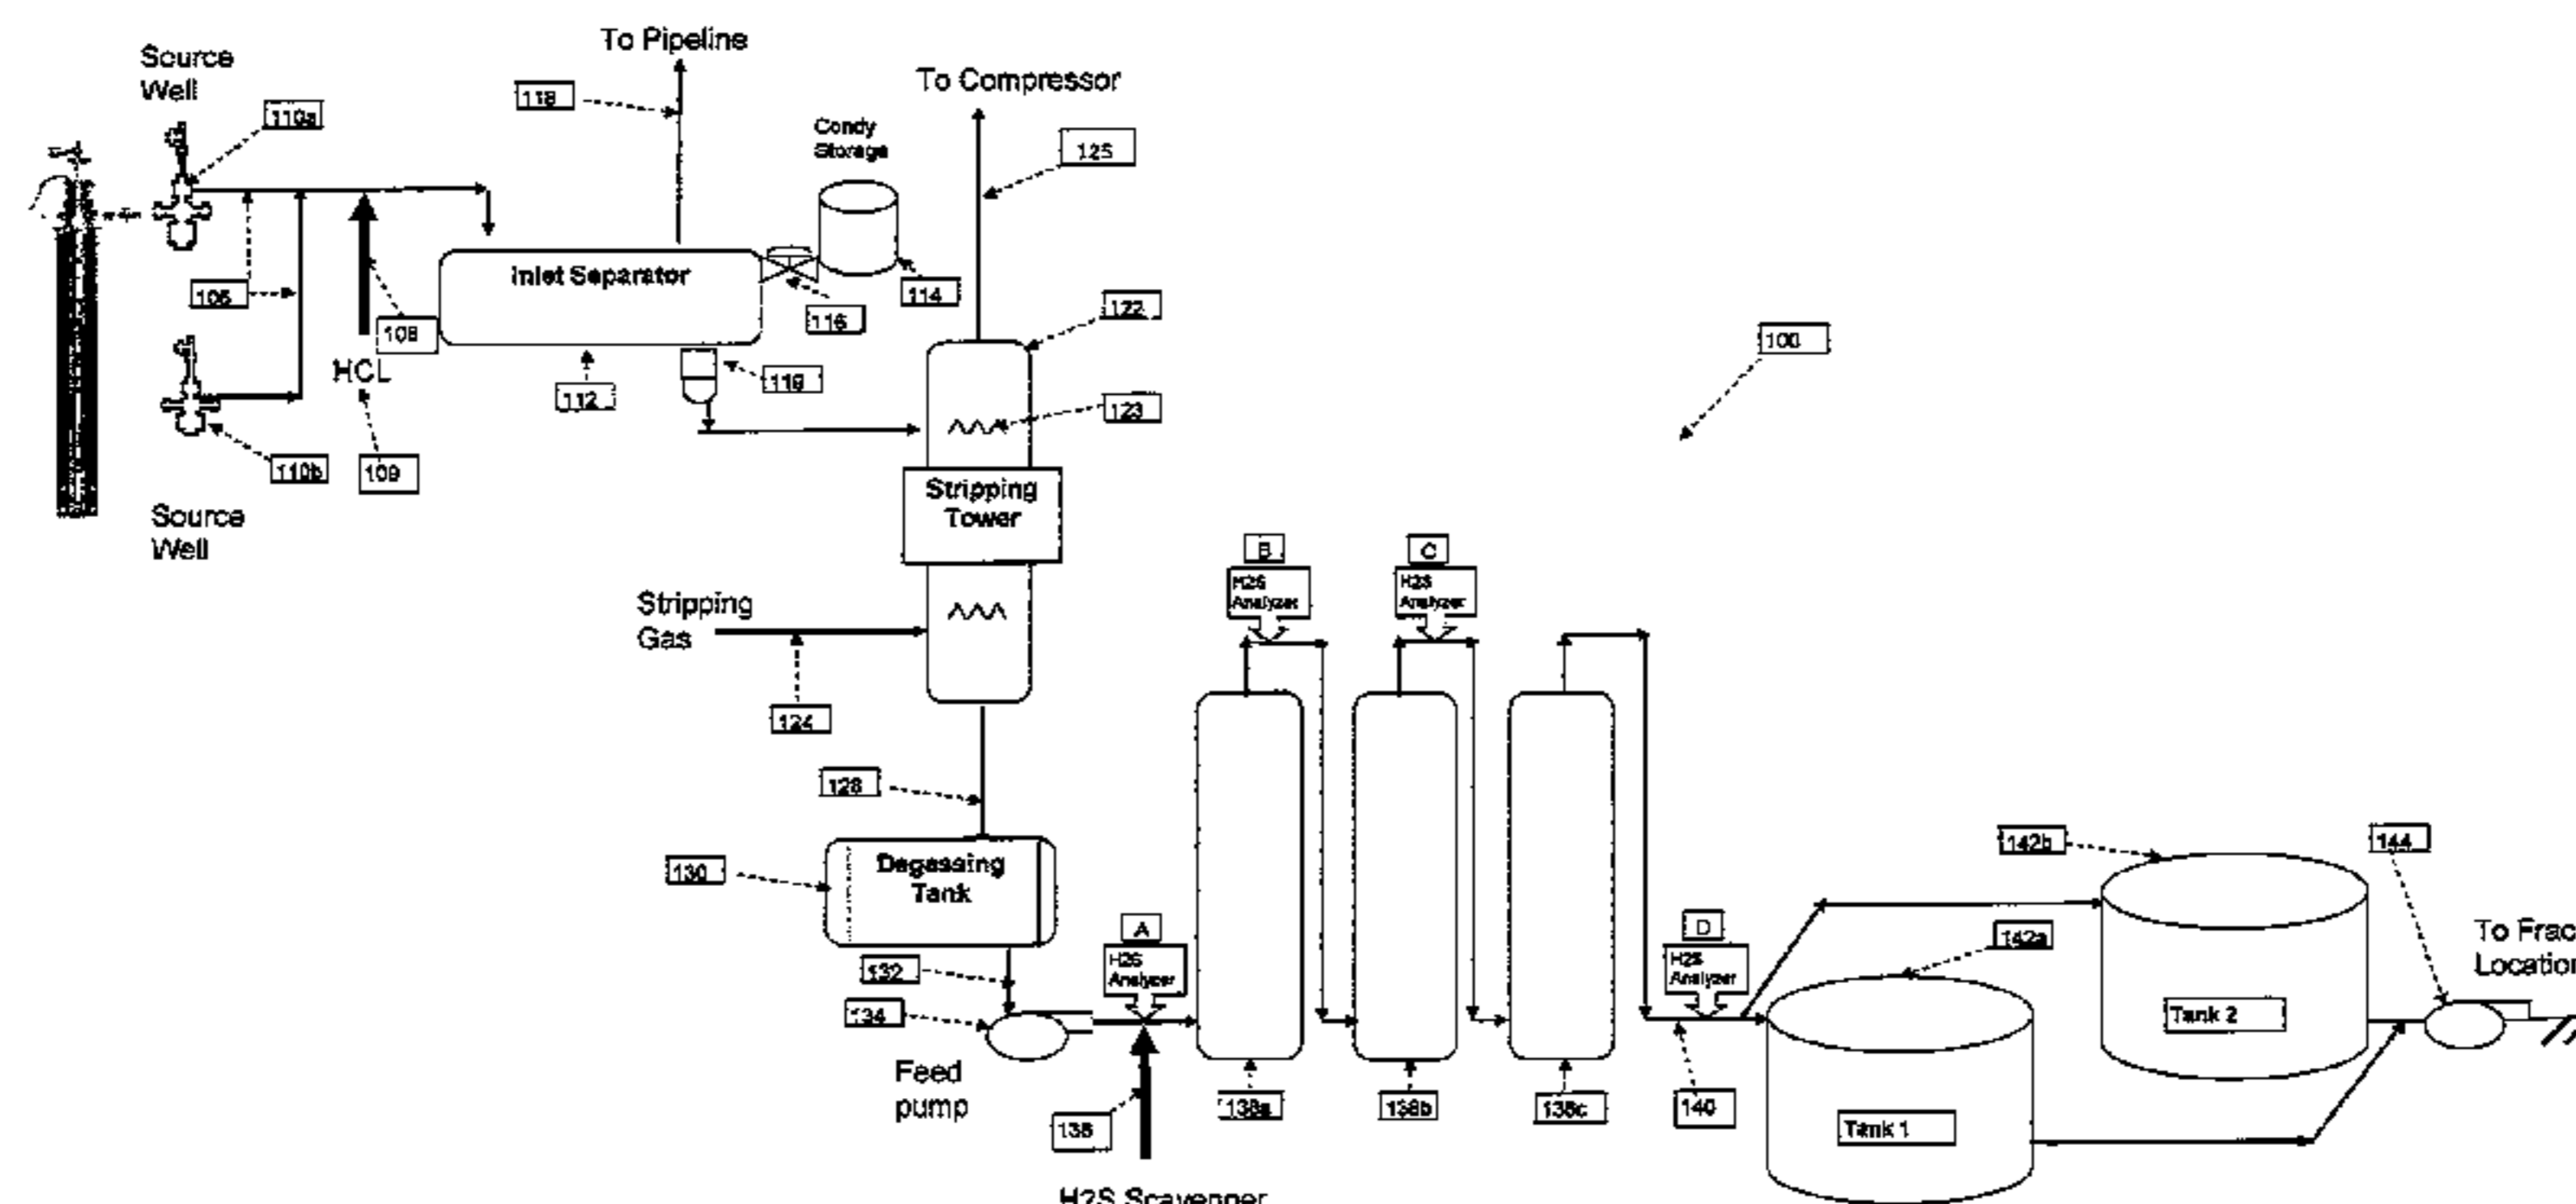 To Pipeline
Source
Well
To Compressor
118
110a
Condy
Storage
125
Inlet Separator
114
116
122
108
100
HCL
119
112
123
110b
109
Stripping
Tower
Source
Well
B
C
H2S
Analyzer
H2S
Analyzer
Stripping
Gas
124
128
142b
144
Degassing
Tank
130
A
D
142a
To Frac
Location
H2S
Analyzer
H2S
Analyzer
132
134
Tank 2
Feed
pump
138a
138b
138c
140
Tank 1
H2S Scavenger